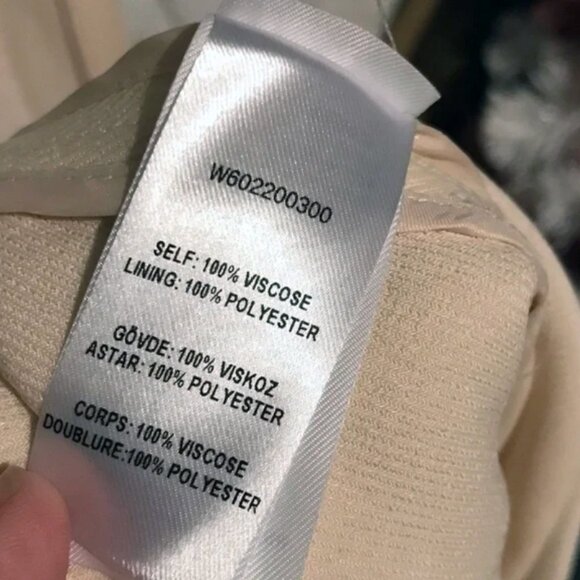 W602200300
SELF: 100% VISCOSE
LINING: 100% POLYESTER
GÖVDE: 100% VISKOZ
ASTAR: 100% POLYESTER
CORPS: 100% VISCOSE
DOUBLURE:100% POLYESTER